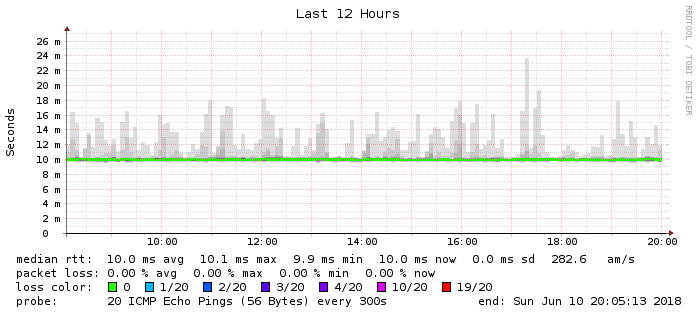 Last 12 Hours
RRDTOOL / TOBI OETIKER
Seconds
26 m
24 m
22 m
20 m
18 m
16 m
14 m
12 m
10 m
8 m
6 m
4 m
2 m
0
10:00 12:00 14:00 16:00 18:00 20:00
median rtt: 10.0 ms avg 10.1 ms max 9.9 ms min 10.0 ms now 0.0 ms sd 282.6 am/s
packet loss: 0.00 % avg 0.00 % max 0.00 % min 0.00 % now
loss color: 0 1/20 2/20 3/20 4/20 10/20 19/20
probe: 20 ICMP Echo Pings (56 Bytes) every 300s end: Sun Jun 10 20:05:13 2018